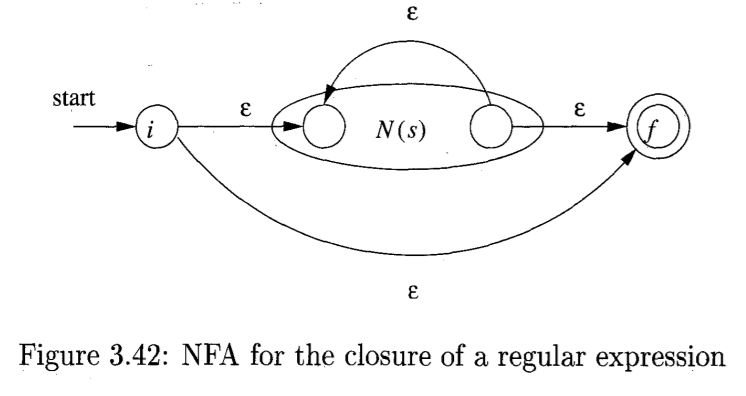 ε
start
i
ε
N(s)
ε
f
ε
Figure 3.42: NFA for the closure of a regular expression